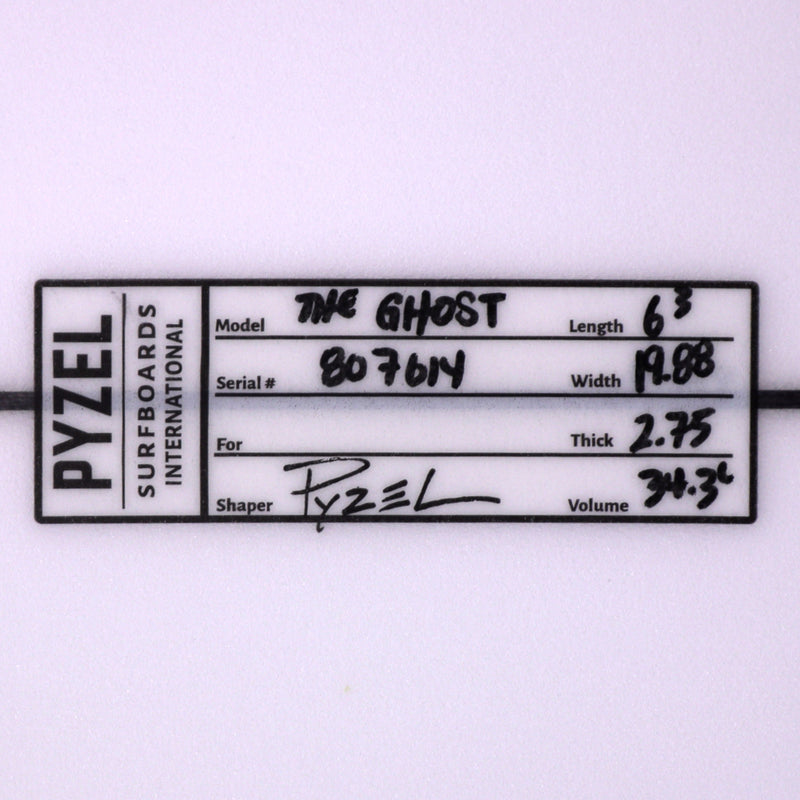 PYZEL
SURFBOARDS
INTERNATIONAL
Model THE GHOST Length 6³
Serial # 807614 Width 19.88
For Thick 2.75
Shaper PYZEL Volume 34.3L